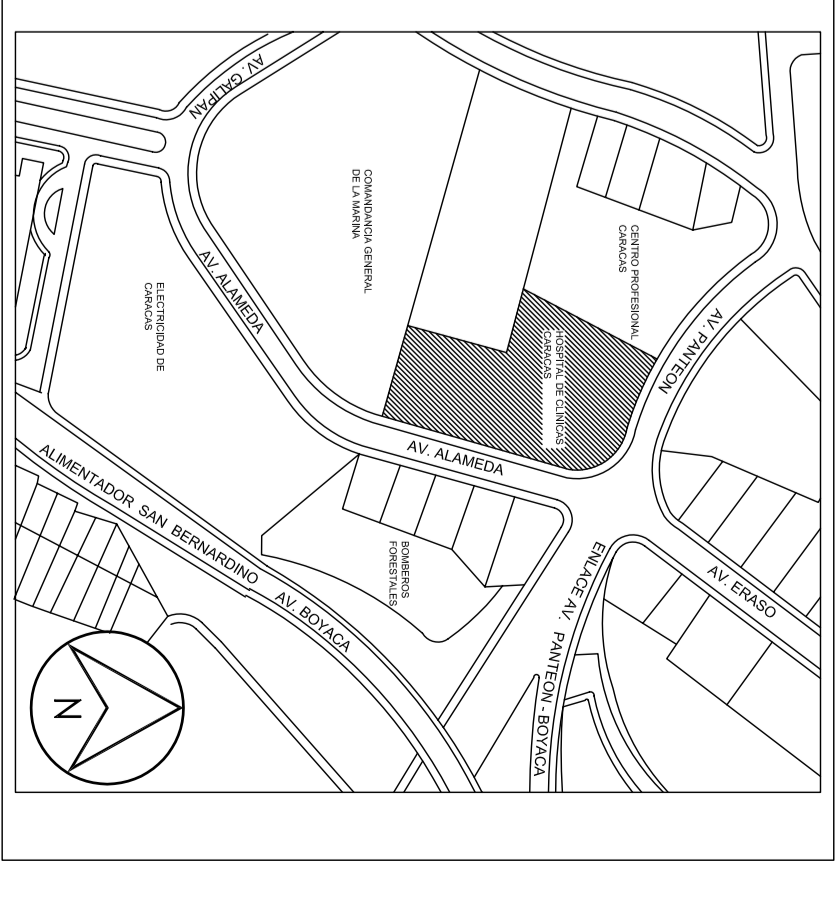 AV. GALIPAN
COMANDANCIA GENERAL
DE LA MARINA
CENTRO PROFESIONAL
CARACAS
AV. ALAMEDA
ELECTRICIDAD DE
CARACAS
HOSPITAL DE CLINICAS
CARACAS
AV. PANTEON
AV. ALAMEDA
ALIMENTADOR SAN BERNARDINO
AV. BOYACA
BOMBEROS
FORESTALES
ENLACE AV. PANTEON - BOYACA
AV. ERASO
N